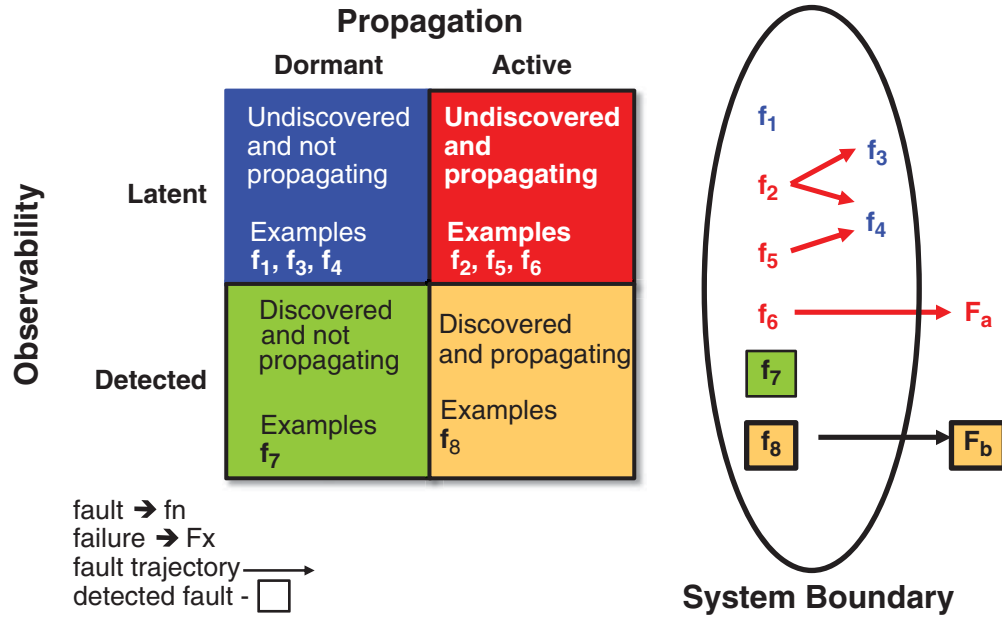 Propagation
Dormant
Active
Observability
Latent
Detected
Undiscovered
and not
propagating
Examples
f1, f3, f4
Undiscovered
and
propagating
Examples
f2, f5, f6
Discovered
and not
propagating
Examples
f7
Discovered
and propagating
Examples
f8
fault ➔ fn
failure ➔ Fx
fault trajectory
detected fault -
f1
f2
f3
f4
f5
f6
Fa
f7
f8
Fb
System Boundary